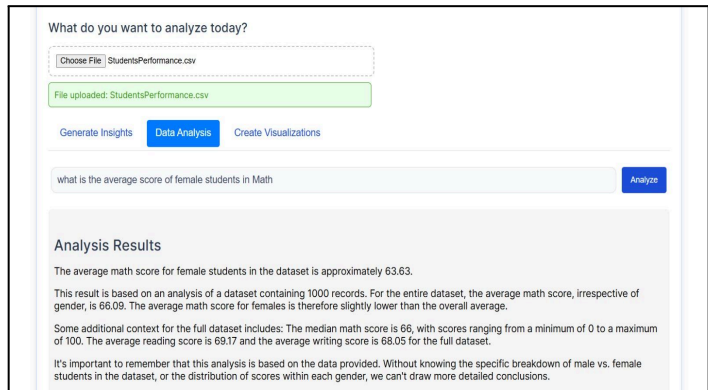 What do you want to analyze today?
Choose File StudentsPerformance.csv
File uploaded: StudentsPerformance.csv
Generate Insights Data Analysis Create Visualizations
what is the average score of female students in Math Analyze
Analysis Results
The average math score for female students in the dataset is approximately 63.63.
This result is based on an analysis of a dataset containing 1000 records. For the entire dataset, the average math score, irrespective of
gender, is 66.09. The average math score for females is therefore slightly lower than the overall average.
Some additional context for the full dataset includes: The median math score is 66, with scores ranging from a minimum of 0 to a maximum
of 100. The average reading score is 69.17 and the average writing score is 68.05 for the full dataset.
It's important to remember that this analysis is based on the data provided. Without knowing the specific breakdown of male vs. female
students in the dataset, or the distribution of scores within each gender, we can't draw more detailed conclusions.